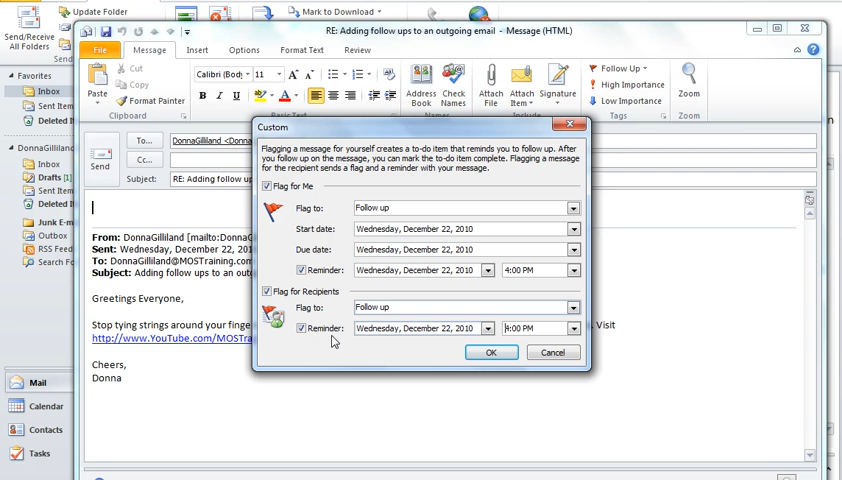 Update Folder
Mark to Download
Send/Receive
All Folders
RE: Adding follow ups to an outgoing email - Message (HTML)
File
Message
Insert
Options
Format Text
Review
Favorites
Inbox
Sent Item
Deleted I
DonnaGilliland
Inbox
Drafts [1]
Sent Items
Deleted I
Junk E-m
Outbox
RSS Feed
Search Fo
Mail
Calendar
Contacts
Tasks
Paste
Cut
Copy
Format Painter
Clipboard
Calibri (Body)
11
B I U
Address
Book
Check
Names
Attach
File
Attach
Item
Signature
Follow Up
High Importance
Low Importance
Tags
Zoom
Zoom
Send
To...
DonnaGilliland <Donna
Cc...
Subject:
RE: Adding follow up
From: DonnaGilliland [mailto:DonnaG
Sent: Wednesday, December 22, 201
To: DonnaGilliland@MOSTraining.com
Subject: Adding follow ups to an outg
Greetings Everyone,
Stop tying strings around your finge
. Visit
http://www.YouTube.com/MOSTra
Cheers,
Donna
Custom
Flagging a message for yourself creates a to-do item that reminds you to follow up. After
you follow up on the message, you can mark the to-do item complete. Flagging a message
for the recipient sends a flag and a reminder with your message.
Flag for Me
Flag to: Follow up
Start date: Wednesday, December 22, 2010
Due date: Wednesday, December 22, 2010
Reminder: Wednesday, December 22, 2010 4:00 PM
Flag for Recipients
Flag to: Follow up
Reminder: Wednesday, December 22, 2010 4:00 PM
OK
Cancel